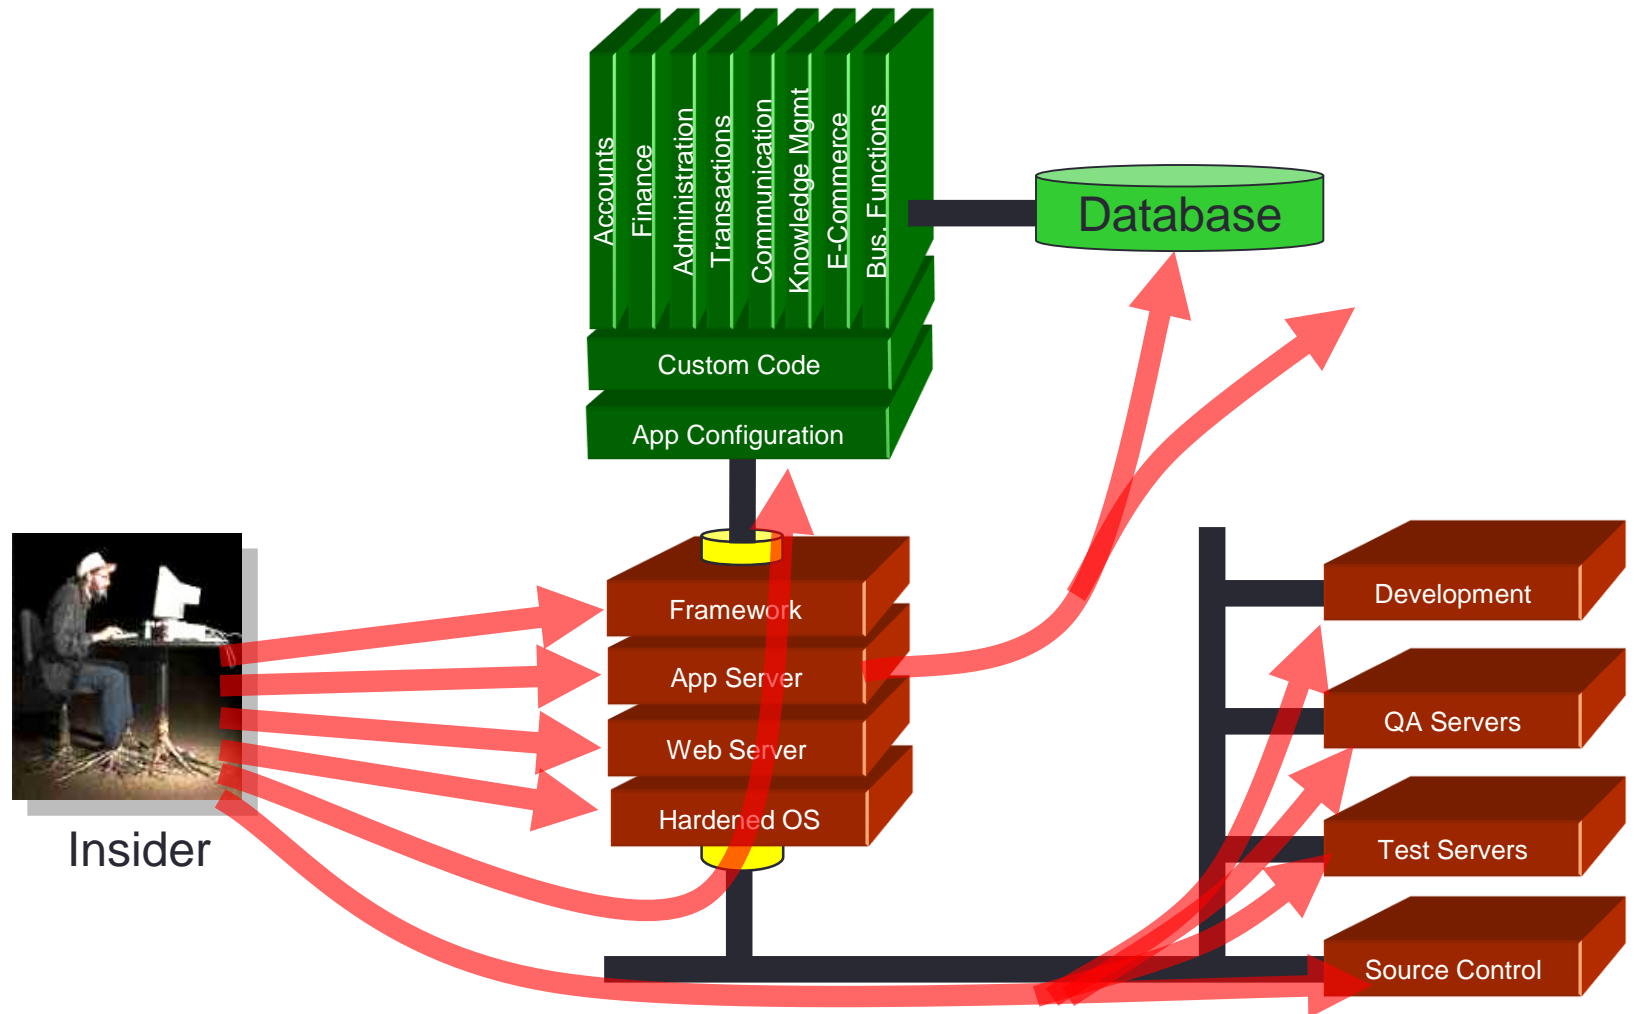 Accounts
Finance
Administration
Transactions
Communication
Knowledge Mgmt
E-Commerce
Bus. Functions
Database
Custom Code
App Configuration
Framework
App Server
Web Server
Hardened OS
Insider
Development
QA Servers
Test Servers
Source Control